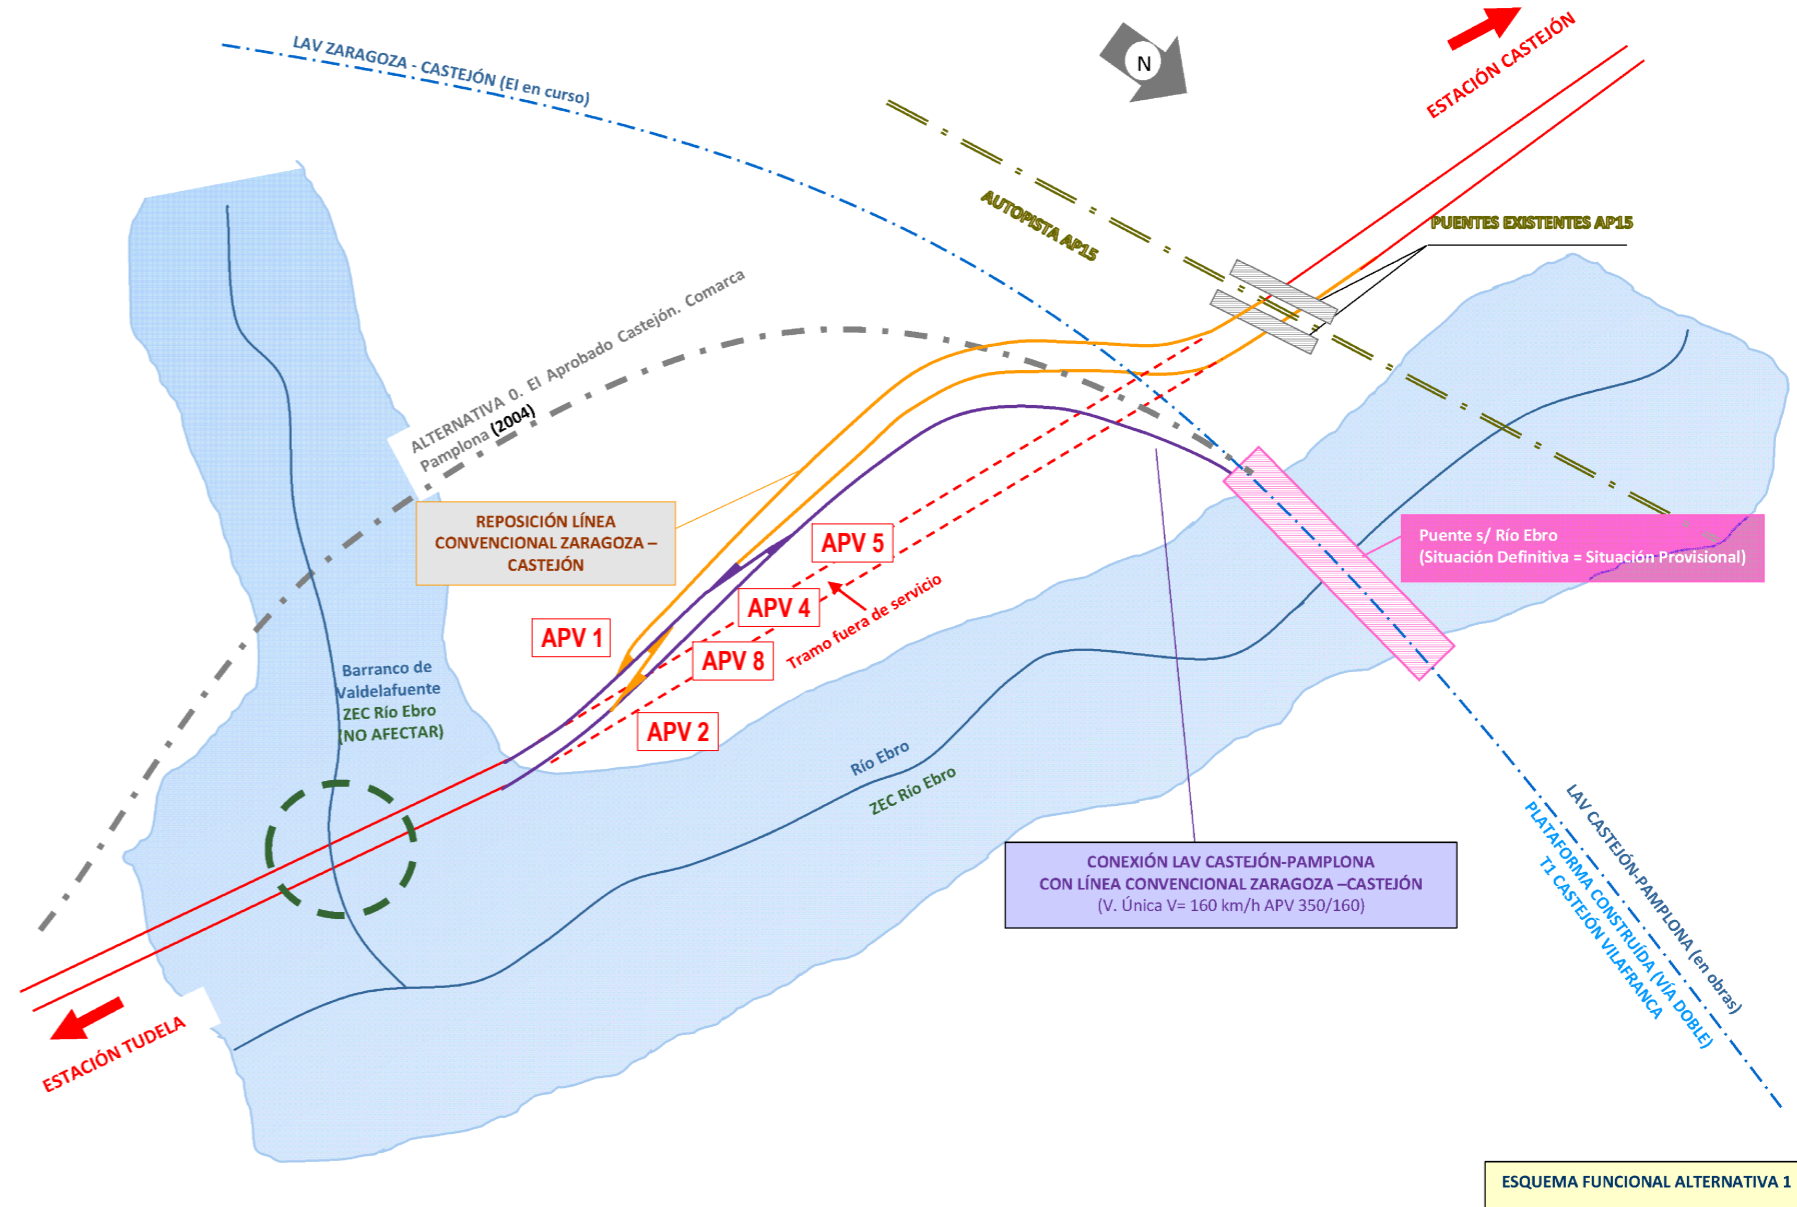 LAV ZARAGOZA - CASTEJÓN (EI en curso)
N
ESTACIÓN CASTEJÓN
AUTOPISTA AP15
PUENTES EXISTENTES AP15
ALTERNATIVA 0. EI Aprobado Castejón. Comarca
Pamplona (2004)
REPOSICIÓN LÍNEA
CONVENCIONAL ZARAGOZA –
CASTEJÓN
APV 5
APV 4
APV 1
APV 8
APV 2
Tramo fuera de servicio
Puente s/ Río Ebro
(Situación Definitiva = Situación Provisional)
Barranco de
Valdelafuente
ZEC Río Ebro
(NO AFECTAR)
Río Ebro
ZEC Río Ebro
CONEXIÓN LAV CASTEJÓN-PAMPLONA
CON LÍNEA CONVENCIONAL ZARAGOZA –CASTEJÓN
(V. Única V= 160 km/h APV 350/160)
LAV CASTEJÓN-PAMPLONA (en obras)
PLATAFORMA CONSTRUÍDA (VÍA DOBLE)
T1 CASTEJÓN VILAFRANCA
ESTACIÓN TUDELA
ESQUEMA FUNCIONAL ALTERNATIVA 1